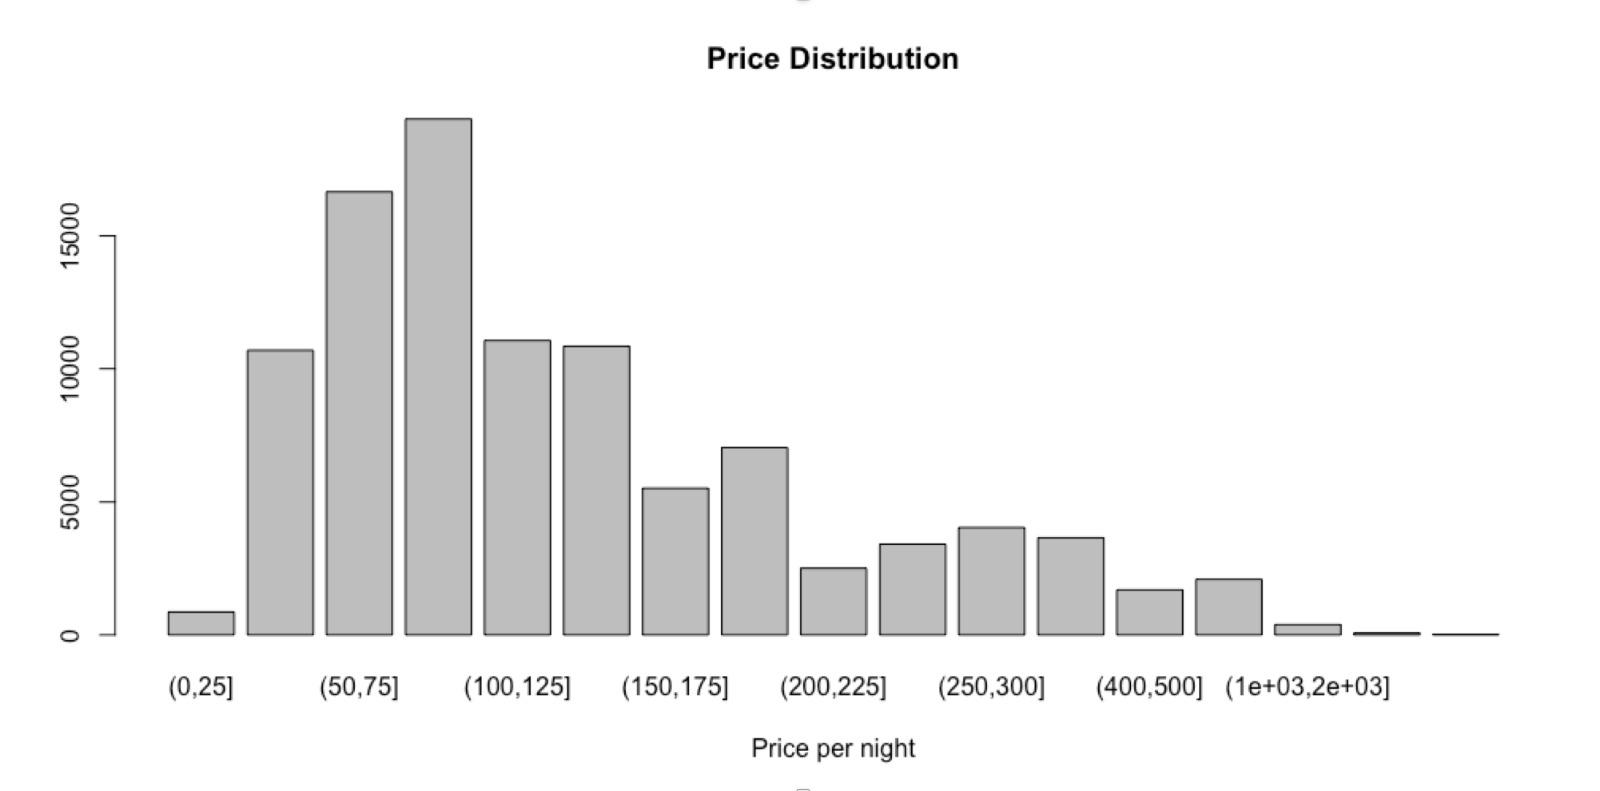 Price Distribution
15000
10000
5000
0
(0,25] (50,75] (100,125] (150,175] (200,225] (250,300] (400,500] (1e+03,2e+03]
Price per night